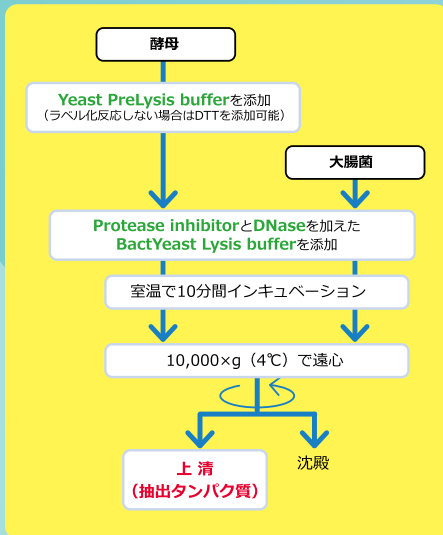 酵母
Yeast PreLysis bufferを添加
（ラベル化反応しない場合はDTTを添加可能）
大腸菌
Protease inhibitorとDNaseを加えた
BactYeast Lysis bufferを添加
室温で10分間インキュベーション
10,000×g（4℃）で遠心
上 清
（抽出タンパク質）
沈殿